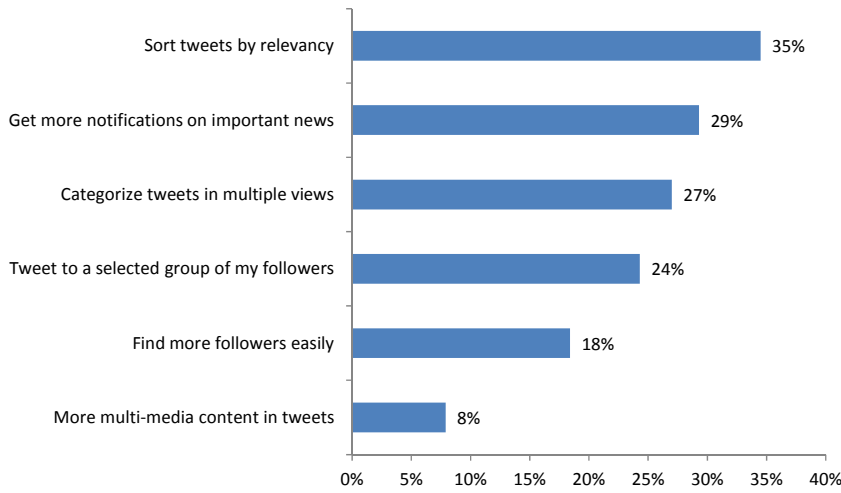 Sort tweets by relevancy 35%
Get more notifications on important news 29%
Categorize tweets in multiple views 27%
Tweet to a selected group of my followers 24%
Find more followers easily 18%
More multi-media content in tweets 8%
0% 5% 10% 15% 20% 25% 30% 35% 40%